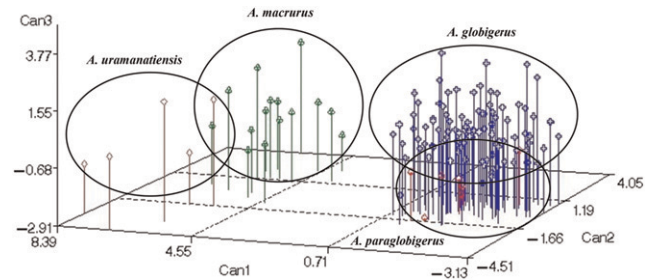 Can3
A. macrurus
A. globigerus
A. uramanatiensis
3.77
1.55
−0.68
−2.91
8.39
4.55
0.71
−3.13
4.05
1.19
−1.66
−4.51
Can1
Can2
A. paraglobigerus